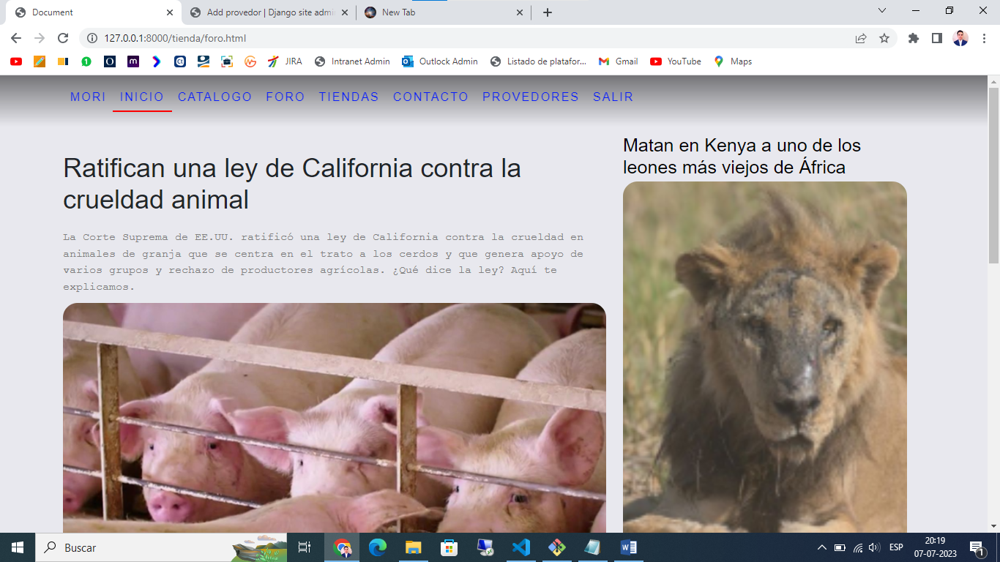 Document
Add provedor | Django site admi
New Tab
127.0.0.1:8000/tienda/foro.html
JIRA
Intranet Admin
Outlock Admin
Listado de platafor...
Gmail
YouTube
Maps
MORI INICIO CATALOGO FORO TIENDAS CONTACTO PROVEDORES SALIR
Ratifican una ley de California contra la
crueldad animal
La Corte Suprema de EE.UU. ratificó una ley de California contra la crueldad en
animales de granja que se centra en el trato a los cerdos y que genera apoyo de
varios grupos y rechazo de productores agrícolas. ¿Qué dice la ley? Aquí te
explicamos.
Matan en Kenya a uno de los
leones más viejos de África
Buscar
ESP
20:19
07-07-2023
1